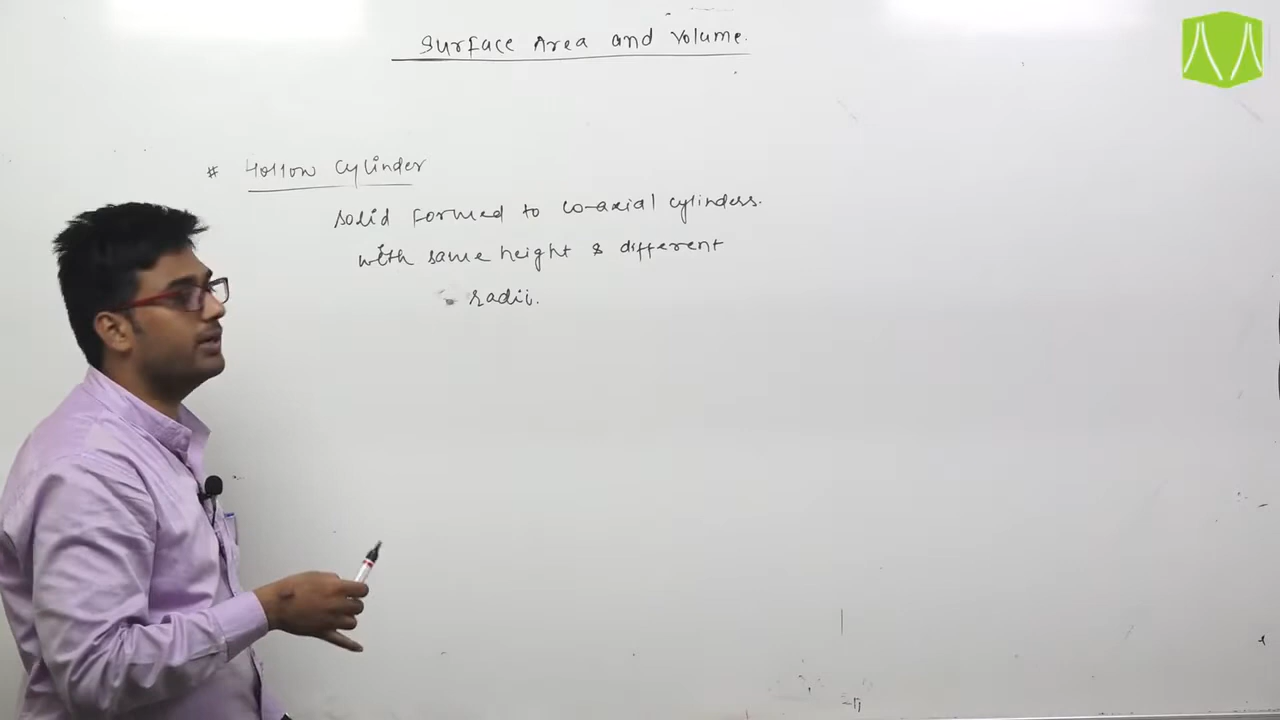 Surface Area and Volume.
# Hollow Cylinder
solid formed to co-axial cylinders.
with same height & different
radii.